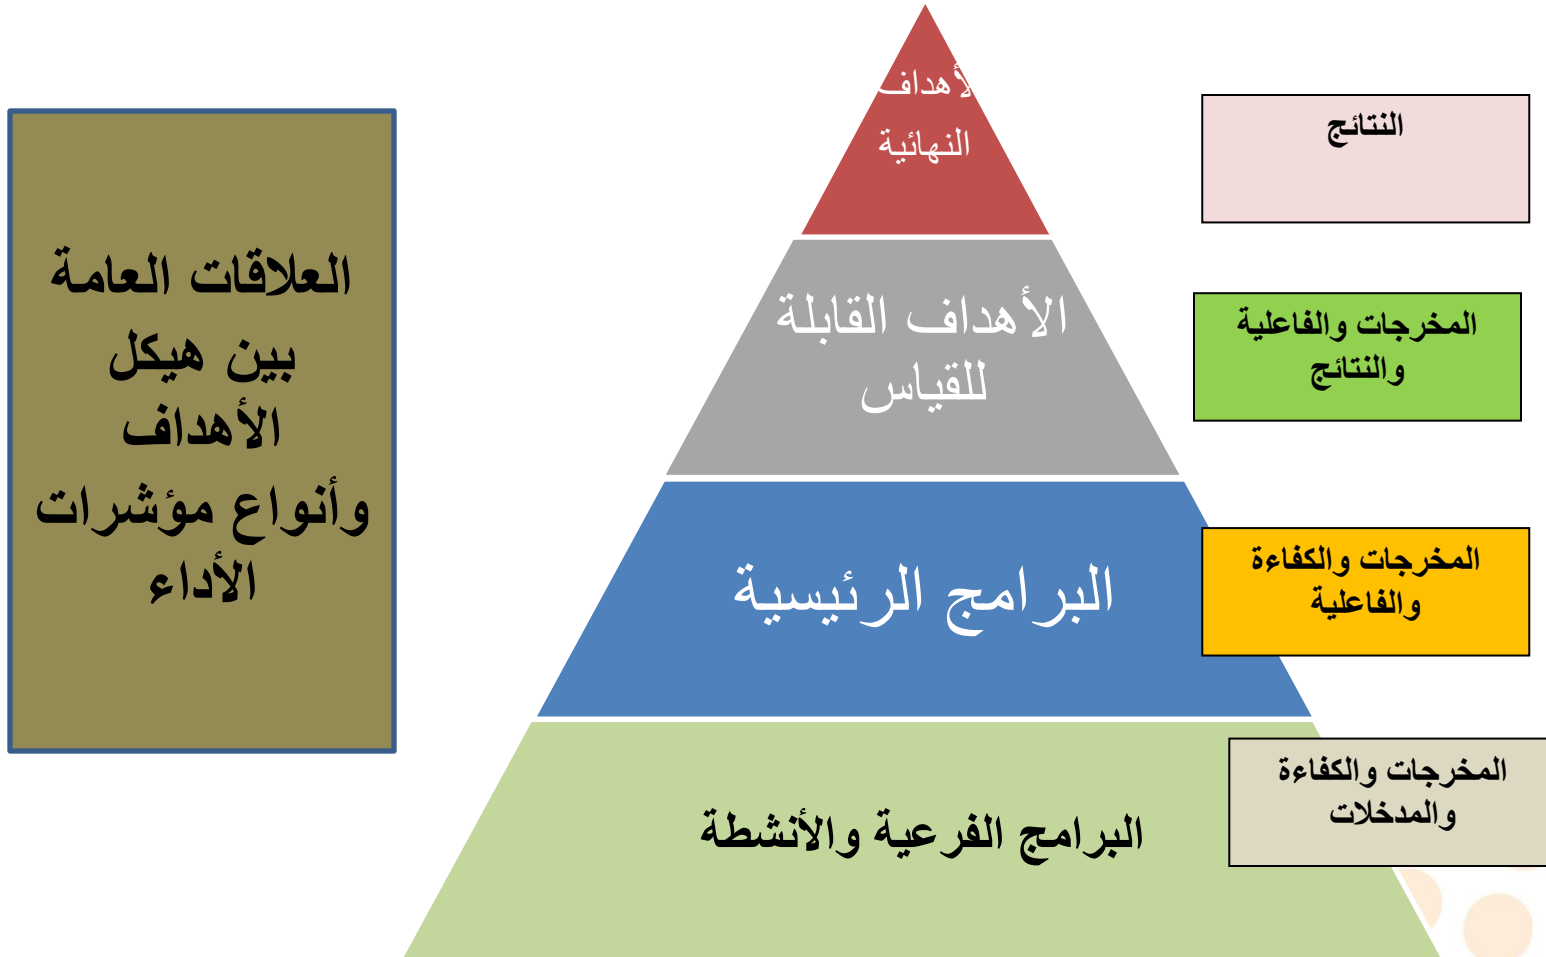 العلاقات العامة
بين هيكل
الأهداف
وأنواع مؤشرات
الأداء
الأهداف
النهائية
النتائج
الأهداف القابلة
للقياس
المخرجات والفاعلية
والنتائج
البرامج الرئيسية
المخرجات والكفاءة
والفاعلية
البرامج الفرعية والأنشطة
المخرجات والكفاءة
والمدخلات